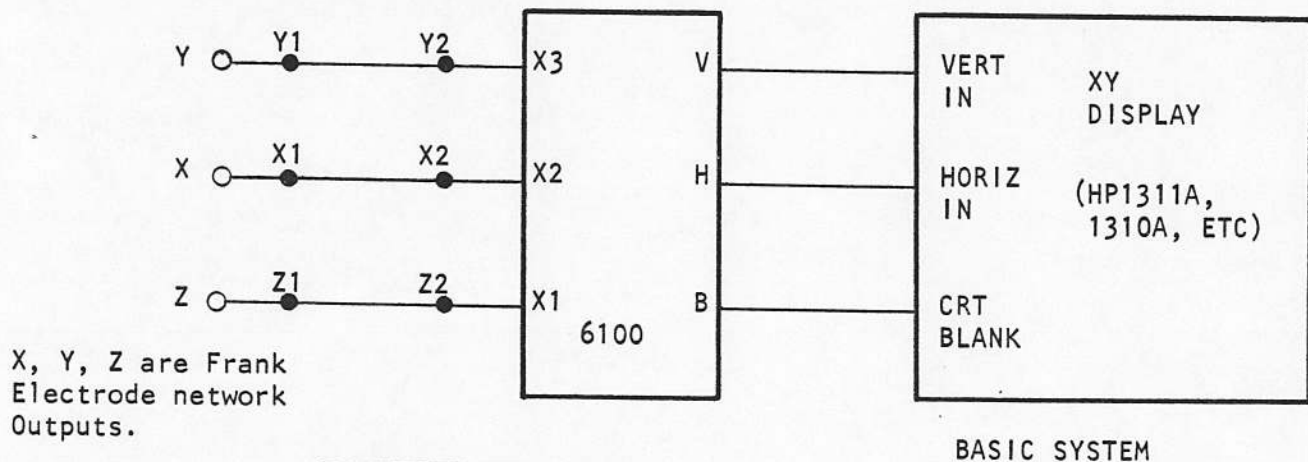 Y Y1 Y2 X3 V VERT IN
XY DISPLAY
X X1 X2 X2 H HORIZ IN
(HP1311A, 1310A, ETC)
Z Z1 Z2 X1 B CRT BLANK
6100
X, Y, Z are Frank
Electrode network
Outputs.
BASIC SYSTEM